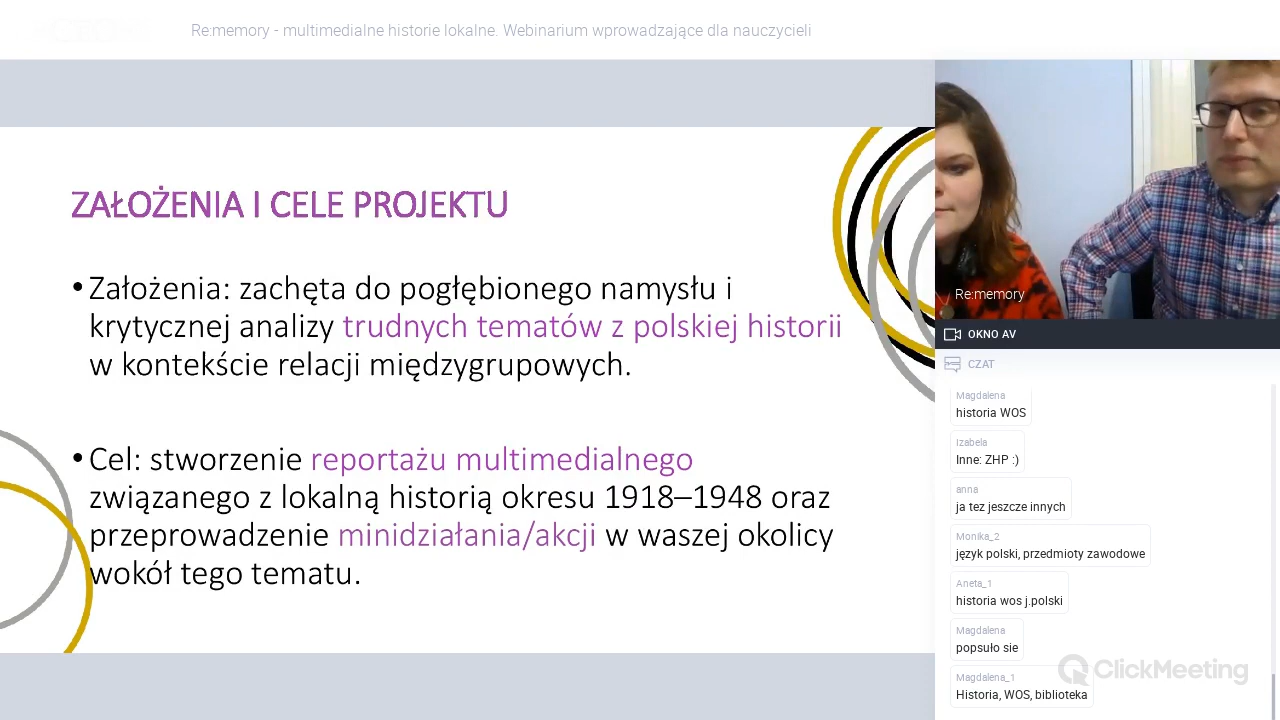 Re:memory - multimedialne historie lokalne. Webinarium wprowadzające dla nauczycieli
ZAŁOŻENIA I CELE PROJEKTU
• Założenia: zachęta do pogłębionego namysłu i
krytycznej analizy trudnych tematów z polskiej historii
w kontekście relacji międzygrupowych.
• Cel: stworzenie reportażu multimedialnego
związanego z lokalną historią okresu 1918–1948 oraz
przeprowadzenie minidziałania/akcji w waszej okolicy
wokół tego tematu.
Re:memory
OKNO AV
CZAT
Magdalena
historia WOS
Izabela
Inne: ZHP :)
anna
ja tez jeszcze innych
Monika_2
język polski, przedmioty zawodowe
Aneta_1
historia wos j.polski
Magdalena
popsuło sie
Magdalena_1
Historia, WOS, biblioteka
ClickMeeting